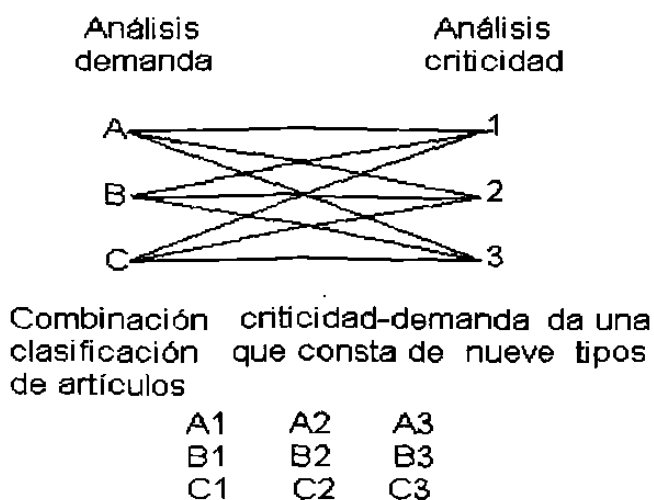 Análisis demanda
Análisis criticidad
A 1
B 2
C 3
Combinación criticidad-demanda da una
clasificación que consta de nueve tipos
de artículos
A1 A2 A3
B1 B2 B3
C1 C2 C3